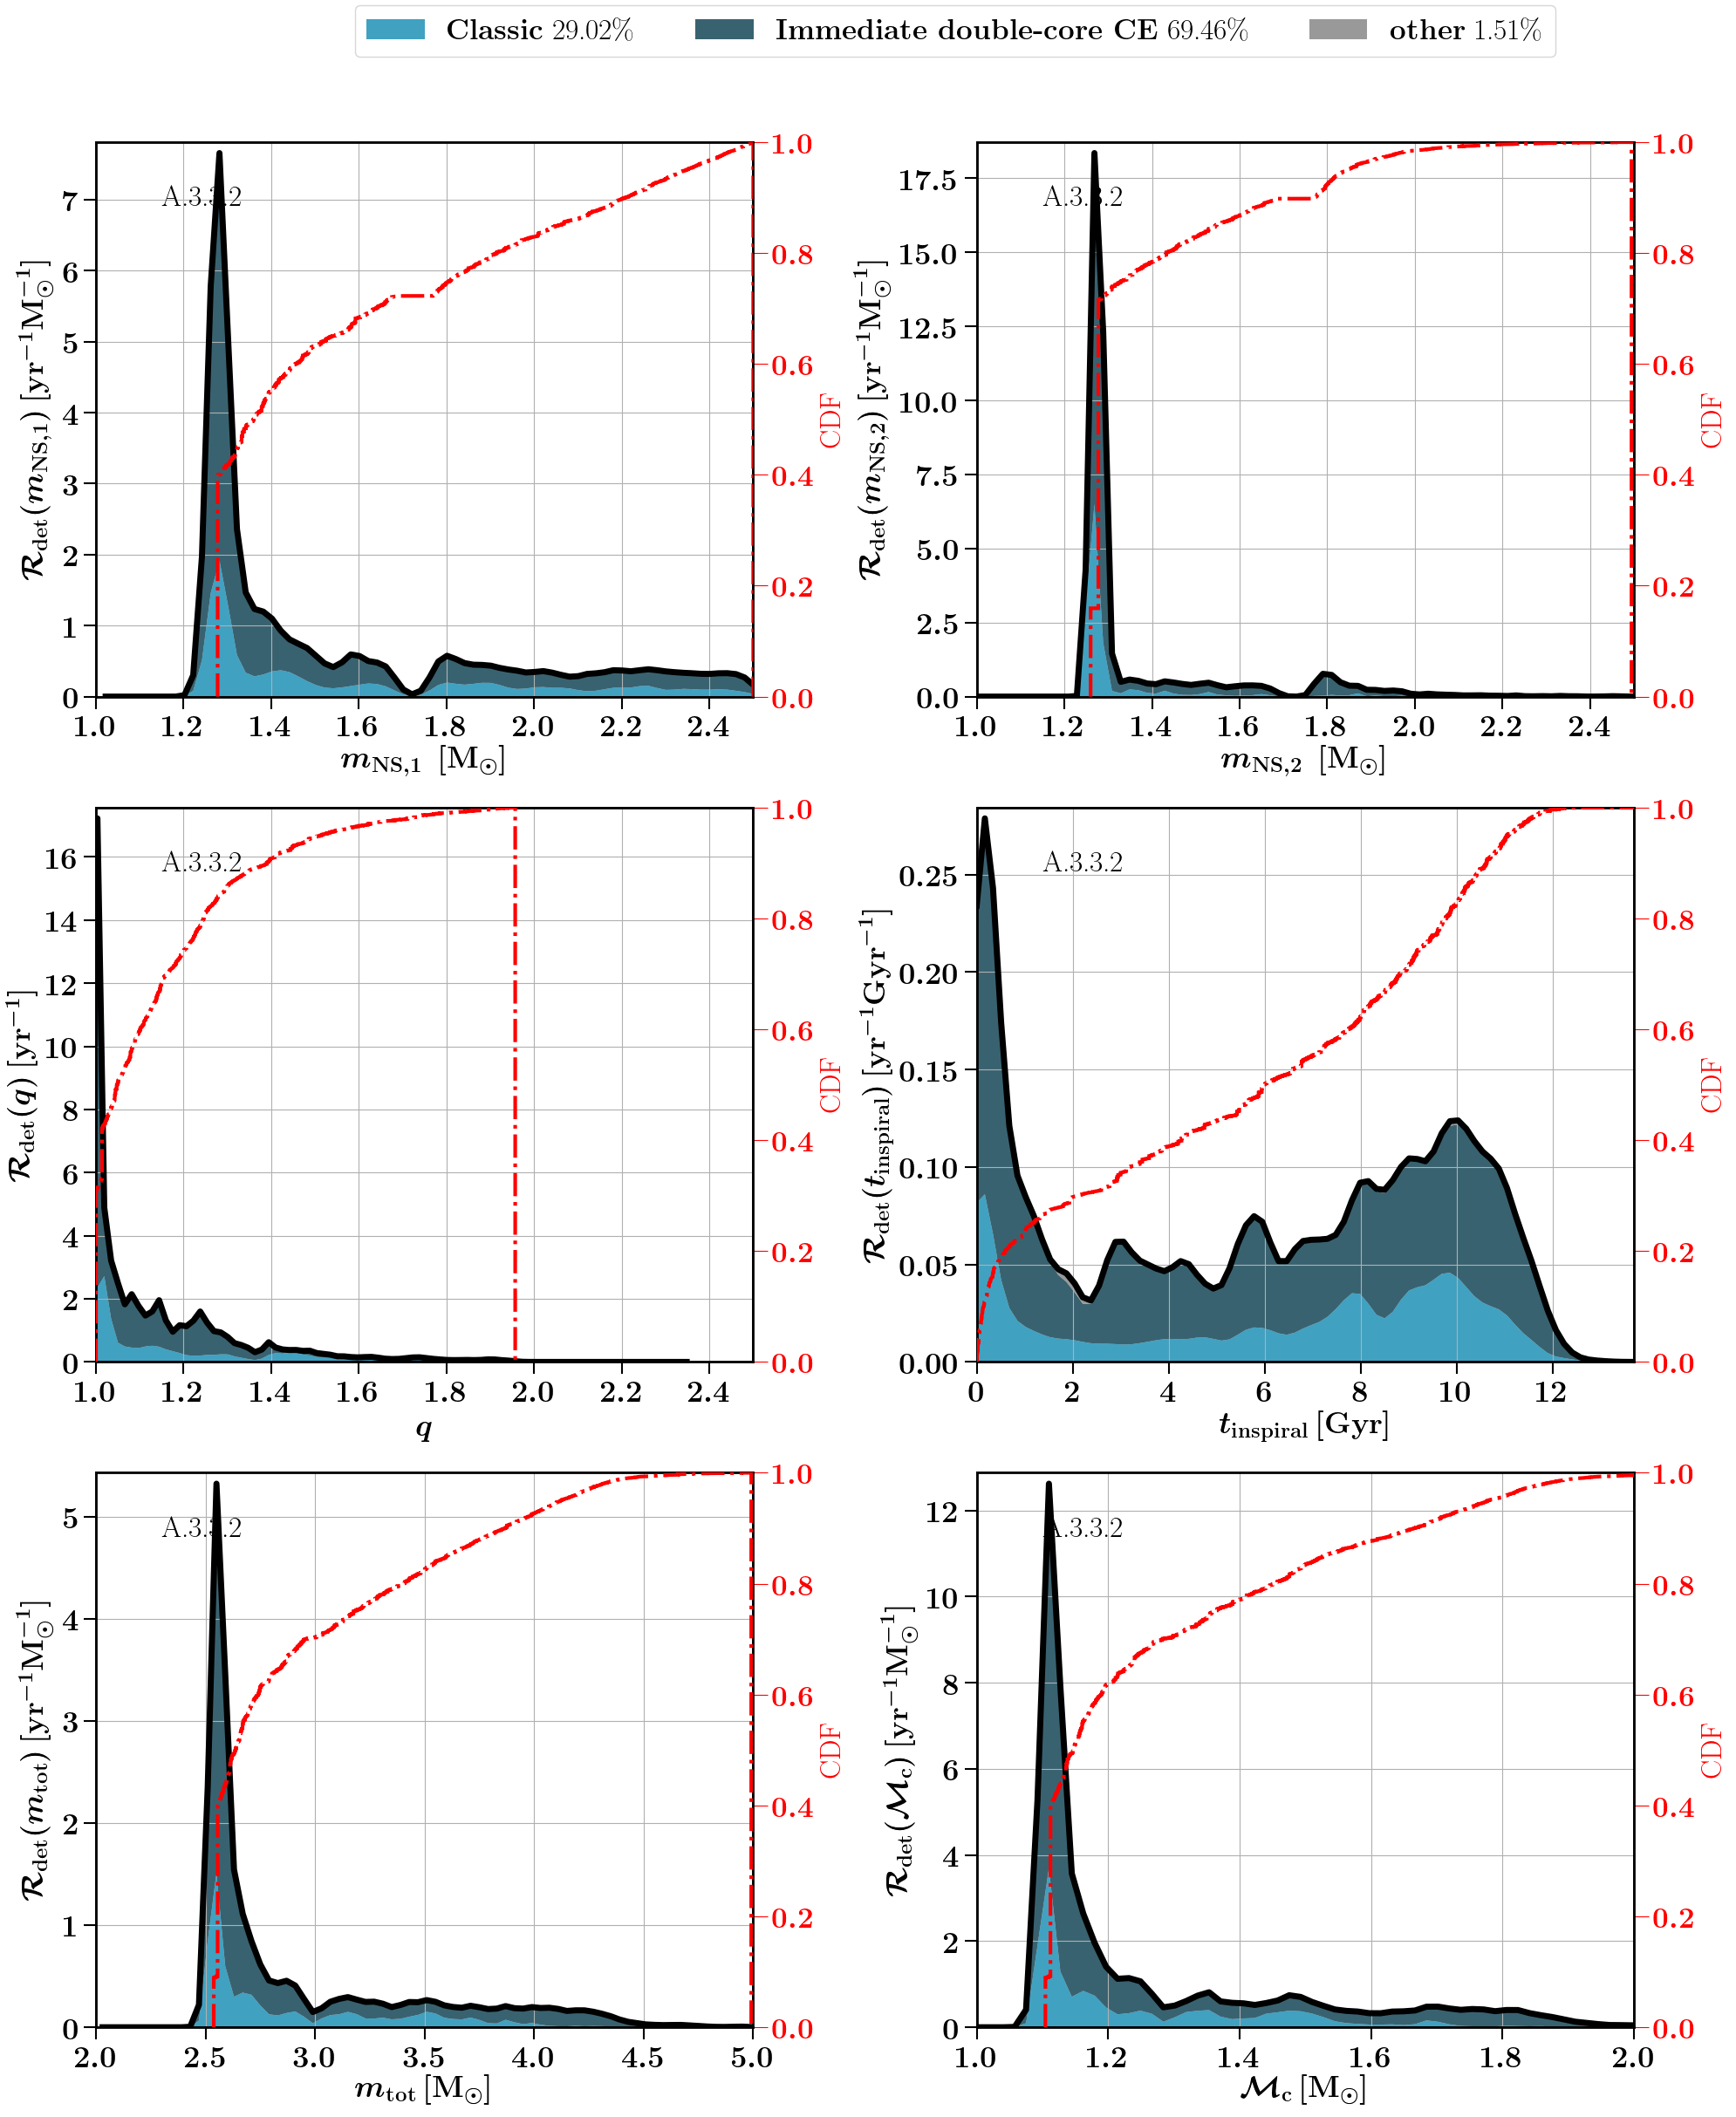 Classic 29.02% Immediate double-core CE 69.46% other 1.51%
A.3.3.2
7
6
5
4
3
2
1
0
1.0 1.2 1.4 1.6 1.8 2.0 2.2 2.4
1.0
0.8
0.6
0.4
0.2
0.0
CDF
ℛ_det(m_NS,1) [yr⁻¹M_⊙⁻¹]
m_NS,1 [M_⊙]
A.3.3.2
17.5
15.0
12.5
10.0
7.5
5.0
2.5
0.0
1.0 1.2 1.4 1.6 1.8 2.0 2.2 2.4
1.0
0.8
0.6
0.4
0.2
0.0
CDF
ℛ_det(m_NS,2) [yr⁻¹M_⊙⁻¹]
m_NS,2 [M_⊙]
A.3.3.2
16
14
12
10
8
6
4
2
0
1.0 1.2 1.4 1.6 1.8 2.0 2.2 2.4
1.0
0.8
0.6
0.4
0.2
0.0
CDF
ℛ_det(q) [yr⁻¹]
q
A.3.3.2
0.25
0.20
0.15
0.10
0.05
0.00
0 2 4 6 8 10 12
1.0
0.8
0.6
0.4
0.2
0.0
CDF
ℛ_det(t_inspiral) [yr⁻¹Gyr⁻¹]
t_inspiral [Gyr]
A.3.3.2
5
4
3
2
1
0
2.0 2.5 3.0 3.5 4.0 4.5 5.0
1.0
0.8
0.6
0.4
0.2
0.0
CDF
ℛ_det(m_tot) [yr⁻¹M_⊙⁻¹]
m_tot [M_⊙]
A.3.3.2
12
10
8
6
4
2
0
1.0 1.2 1.4 1.6 1.8 2.0
1.0
0.8
0.6
0.4
0.2
0.0
CDF
ℛ_det(ℳ_c) [yr⁻¹M_⊙⁻¹]
ℳ_c [M_⊙]